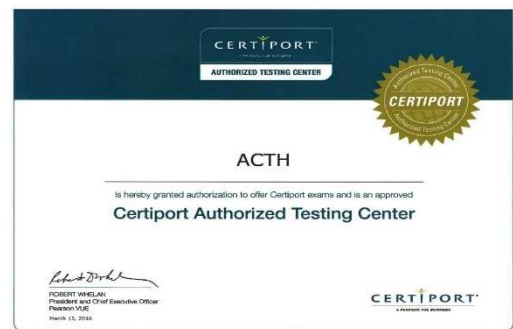 CERTIPORT
AUTHORIZED TESTING CENTER
Authorized Testing Center
CERTIPORT
Authorized Testing Center
ACTH
is hereby granted authorization to offer Certiport exams and is an approved
Certiport Authorized Testing Center
ROBERT WHELAN
President and Chief Executive Officer
Pearson VUE
March 15, 2016
CERTIPORT
A PEARSON VUE BUSINESS